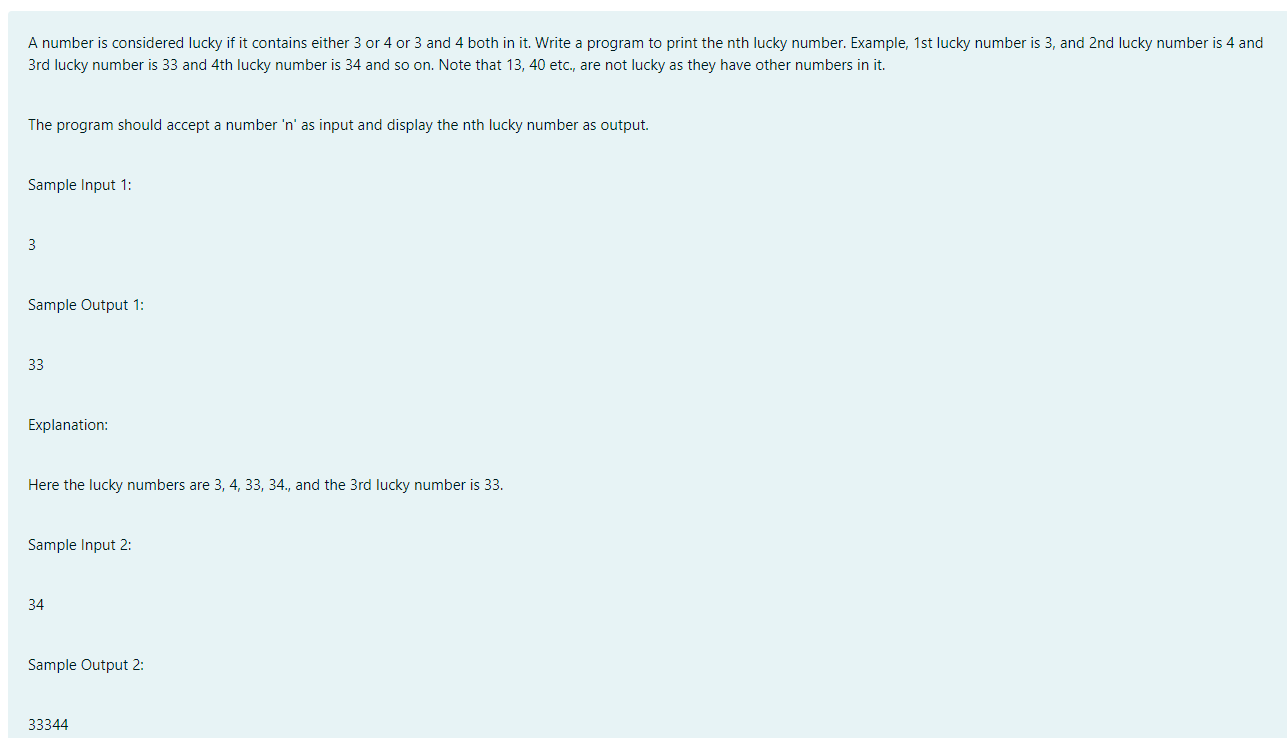 A number is considered lucky if it contains either 3 or 4 or 3 and 4 both in it. Write a program to print the nth lucky number. Example, 1st lucky number is 3, and 2nd lucky number is 4 and
3rd lucky number is 33 and 4th lucky number is 34 and so on. Note that 13, 40 etc., are not lucky as they have other numbers in it.
The program should accept a number 'n' as input and display the nth lucky number as output.
Sample Input 1:
3
Sample Output 1:
33
Explanation:
Here the lucky numbers are 3, 4, 33, 34., and the 3rd lucky number is 33.
Sample Input 2:
34
Sample Output 2:
33344